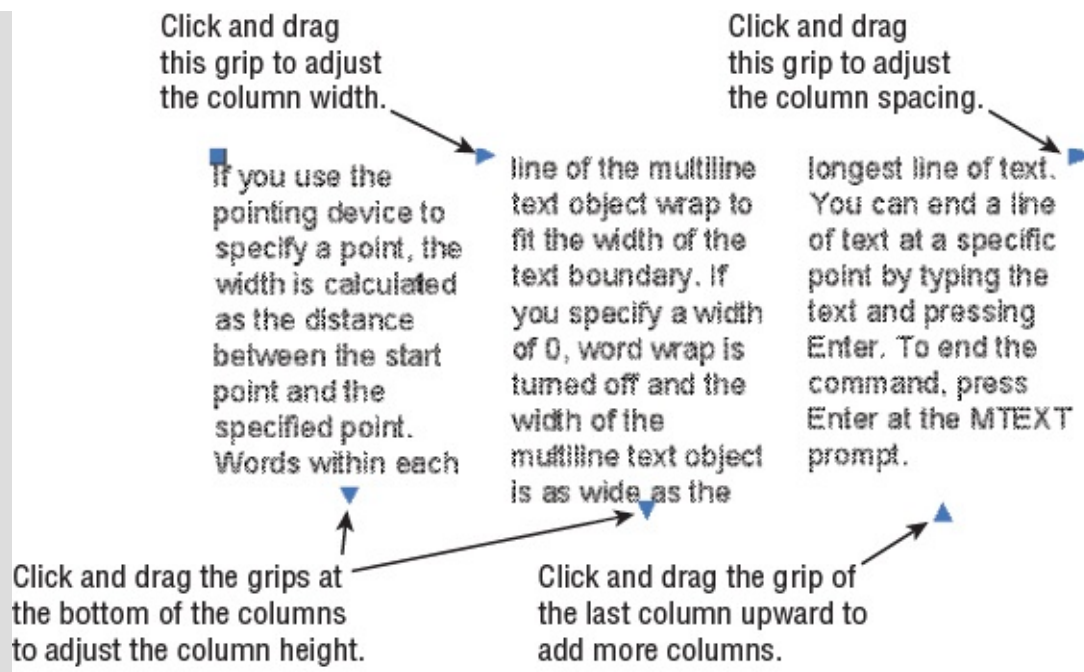 Click and drag
this grip to adjust
the column width.
Click and drag
this grip to adjust
the column spacing.
If you use the
pointing device to
specify a point, the
width is calculated
as the distance
between the start
point and the
specified point.
Words within each
line of the multiline
text object wrap to
fit the width of the
text boundary. If
you specify a width
of 0, word wrap is
turned off and the
width of the
multiline text object
is as wide as the
longest line of text.
You can end a line
of text at a specific
point by typing the
text and pressing
Enter. To end the
command, press
Enter at the MTEXT
prompt.
Click and drag the grips at
the bottom of the columns
to adjust the column height.
Click and drag the grip of
the last column upward to
add more columns.